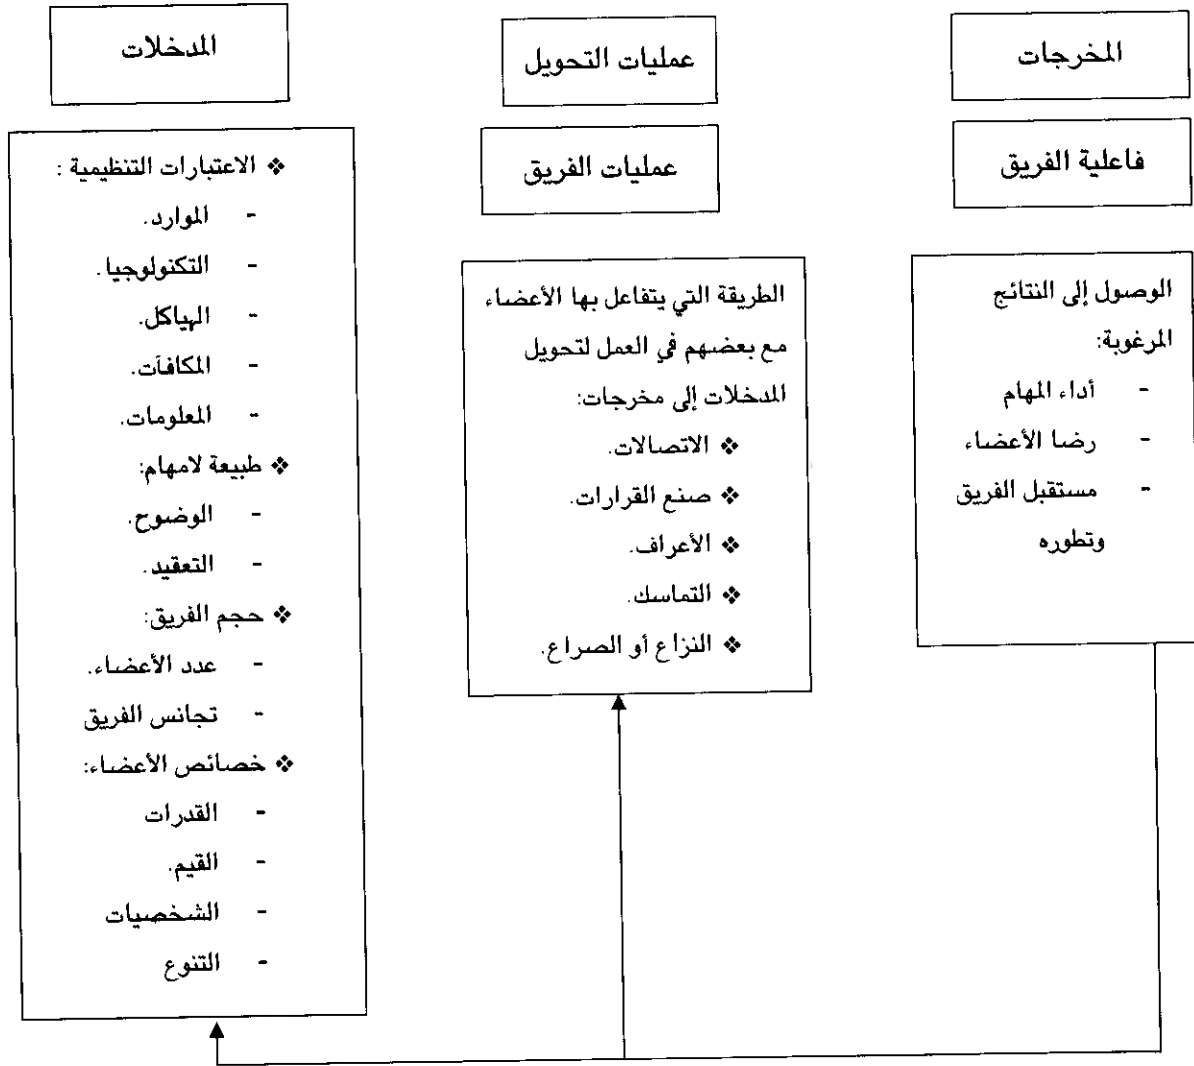 المدخلات
❖ الاعتبارات التنظيمية :
- الموارد.
- التكنولوجيا.
- الهياكل.
- المكافآت.
- المعلومات.
❖ طبيعة لامهام:
- الوضوح.
- التعقيد.
❖ حجم الفريق:
- عدد الأعضاء.
- تجانس الفريق
❖ خصائص الأعضاء:
- القدرات
- القيم.
- الشخصيات
- التنوع
عمليات التحويل
عمليات الفريق
الطريقة التي يتفاعل بها الأعضاء
مع بعضهم في العمل لتحويل
المدخلات إلى مخرجات:
❖ الاتصالات.
❖ صنع القرارات.
❖ الأعراف.
❖ التماسك.
❖ النزاع أو الصراع.
المخرجات
فاعلية الفريق
الوصول إلى النتائج
المرغوبة:
- أداء المهام
- رضا الأعضاء
- مستقبل الفريق
وتطوره